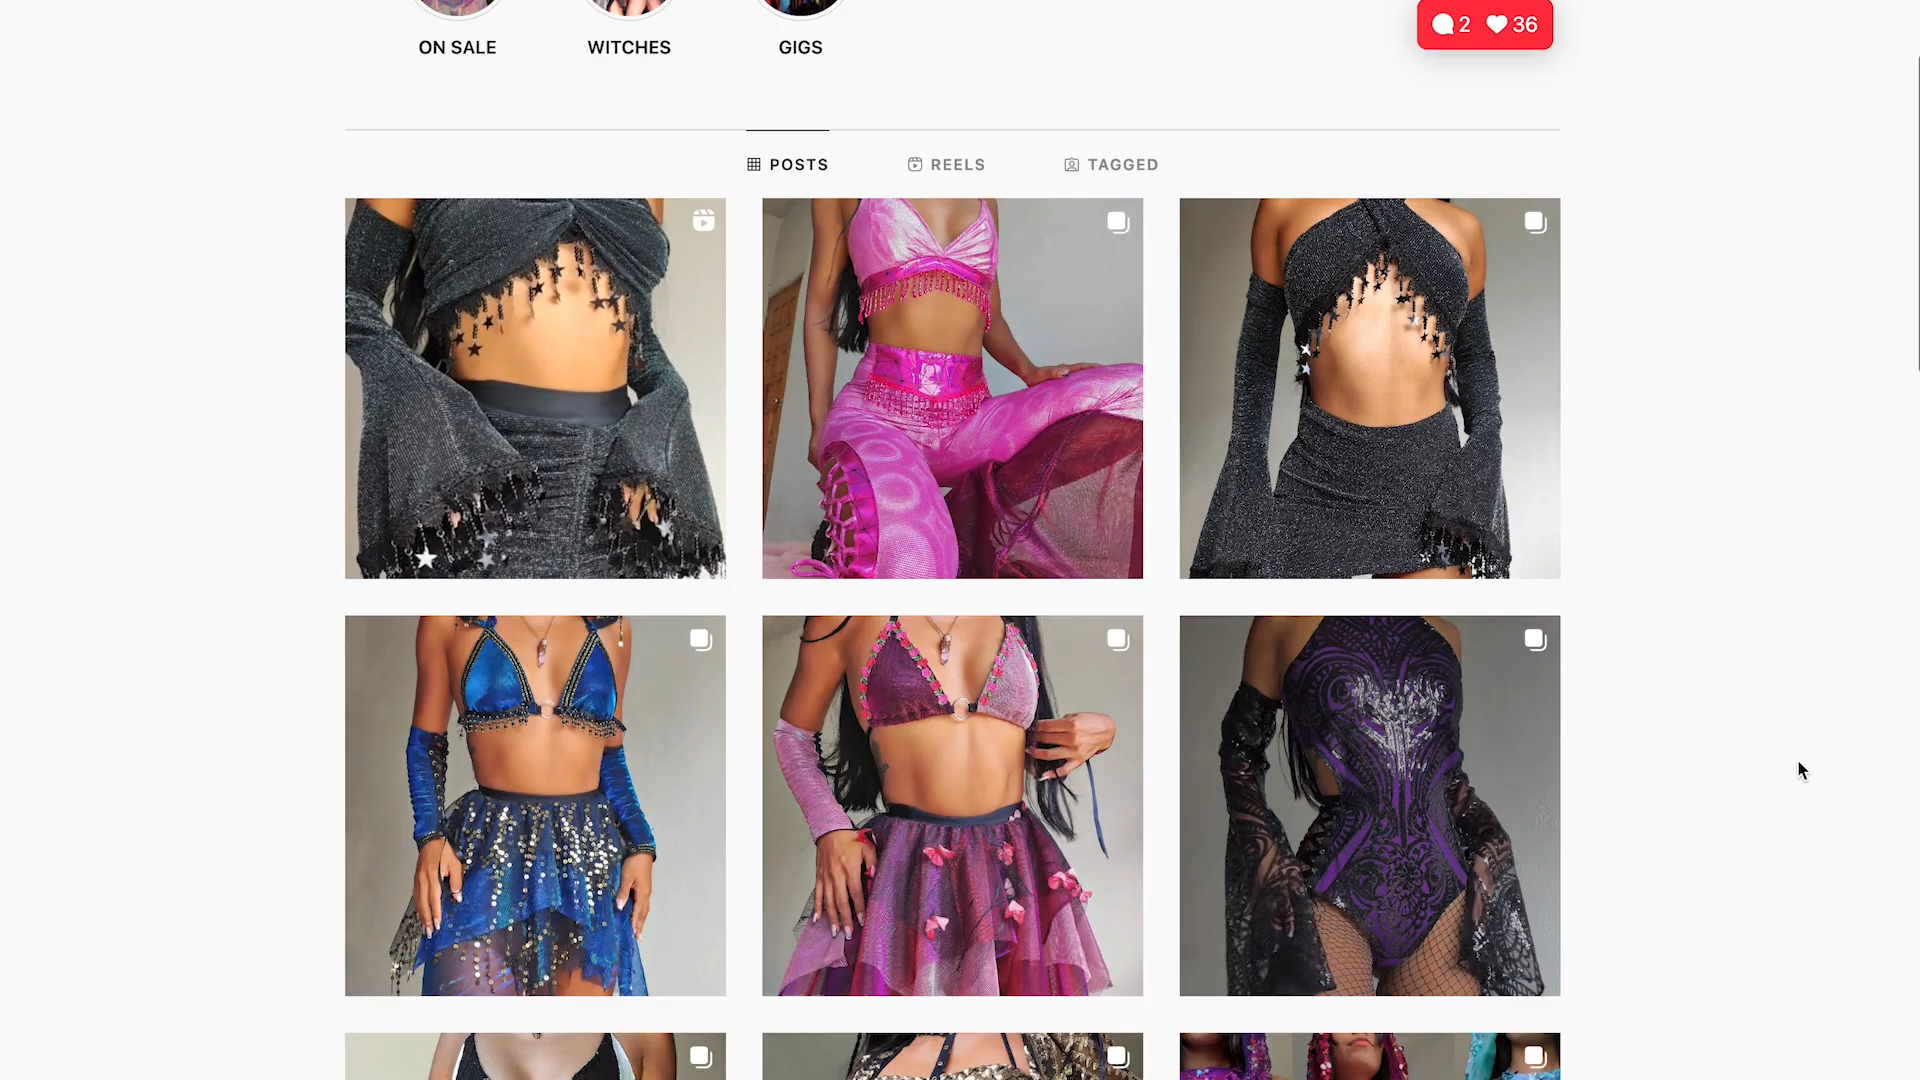 ON SALE
WITCHES
GIGS
2 36
POSTS
REELS
TAGGED